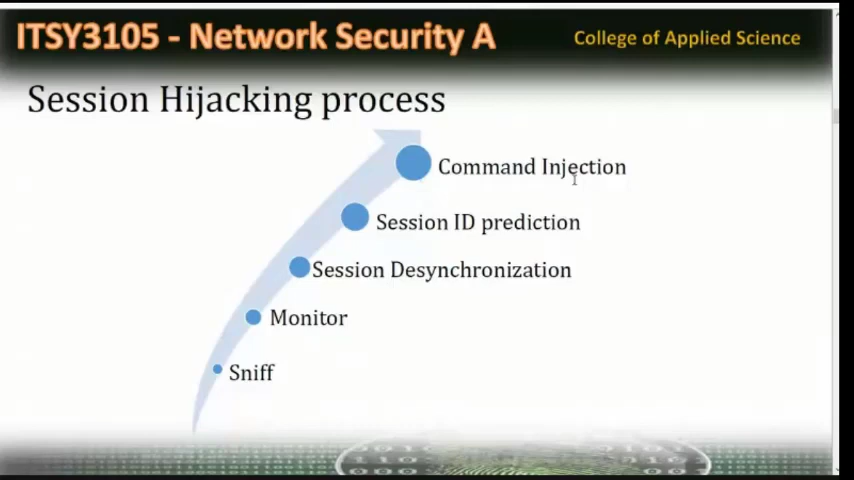 ITSY3105 - Network Security A
College of Applied Science
Session Hijacking process
Command Injection
Session ID prediction
Session Desynchronization
Monitor
Sniff